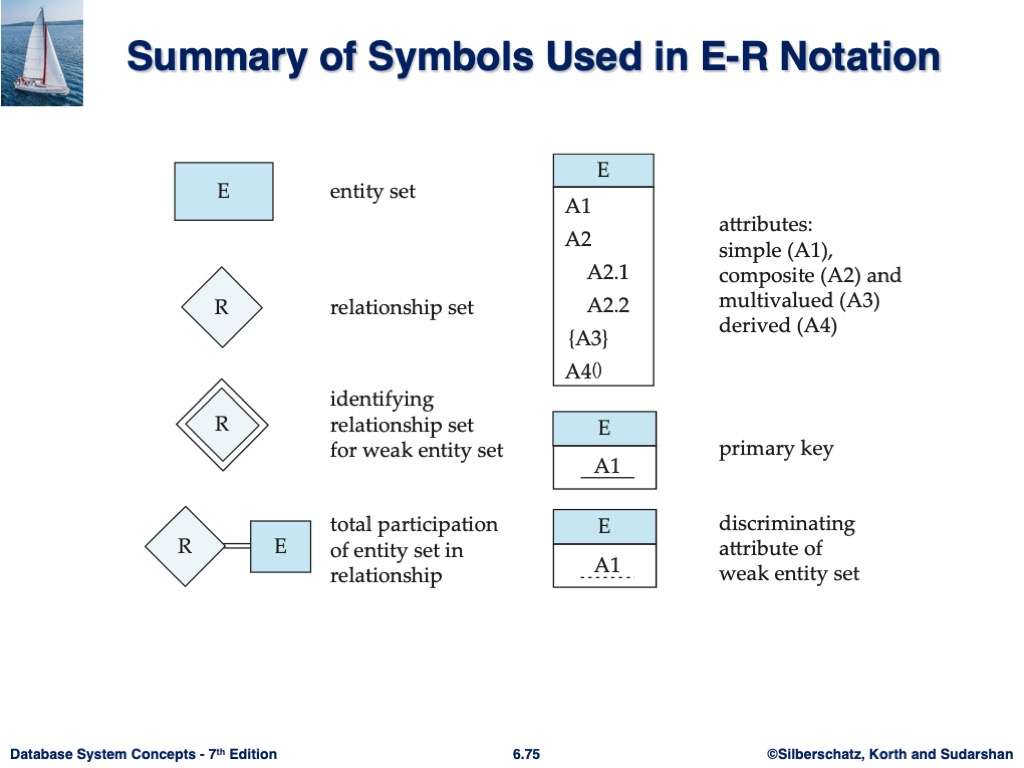 Summary of Symbols Used in E-R Notation
E
entity set
R
relationship set
R
identifying
relationship set
for weak entity set
R
E
total participation
of entity set in
relationship
E
A1
A2
A2.1
A2.2
{A3}
A4()
attributes:
simple (A1),
composite (A2) and
multivalued (A3)
derived (A4)
E
A1
primary key
E
A1
discriminating
attribute of
weak entity set
Database System Concepts - 7th Edition
6.75
©Silberschatz, Korth and Sudarshan